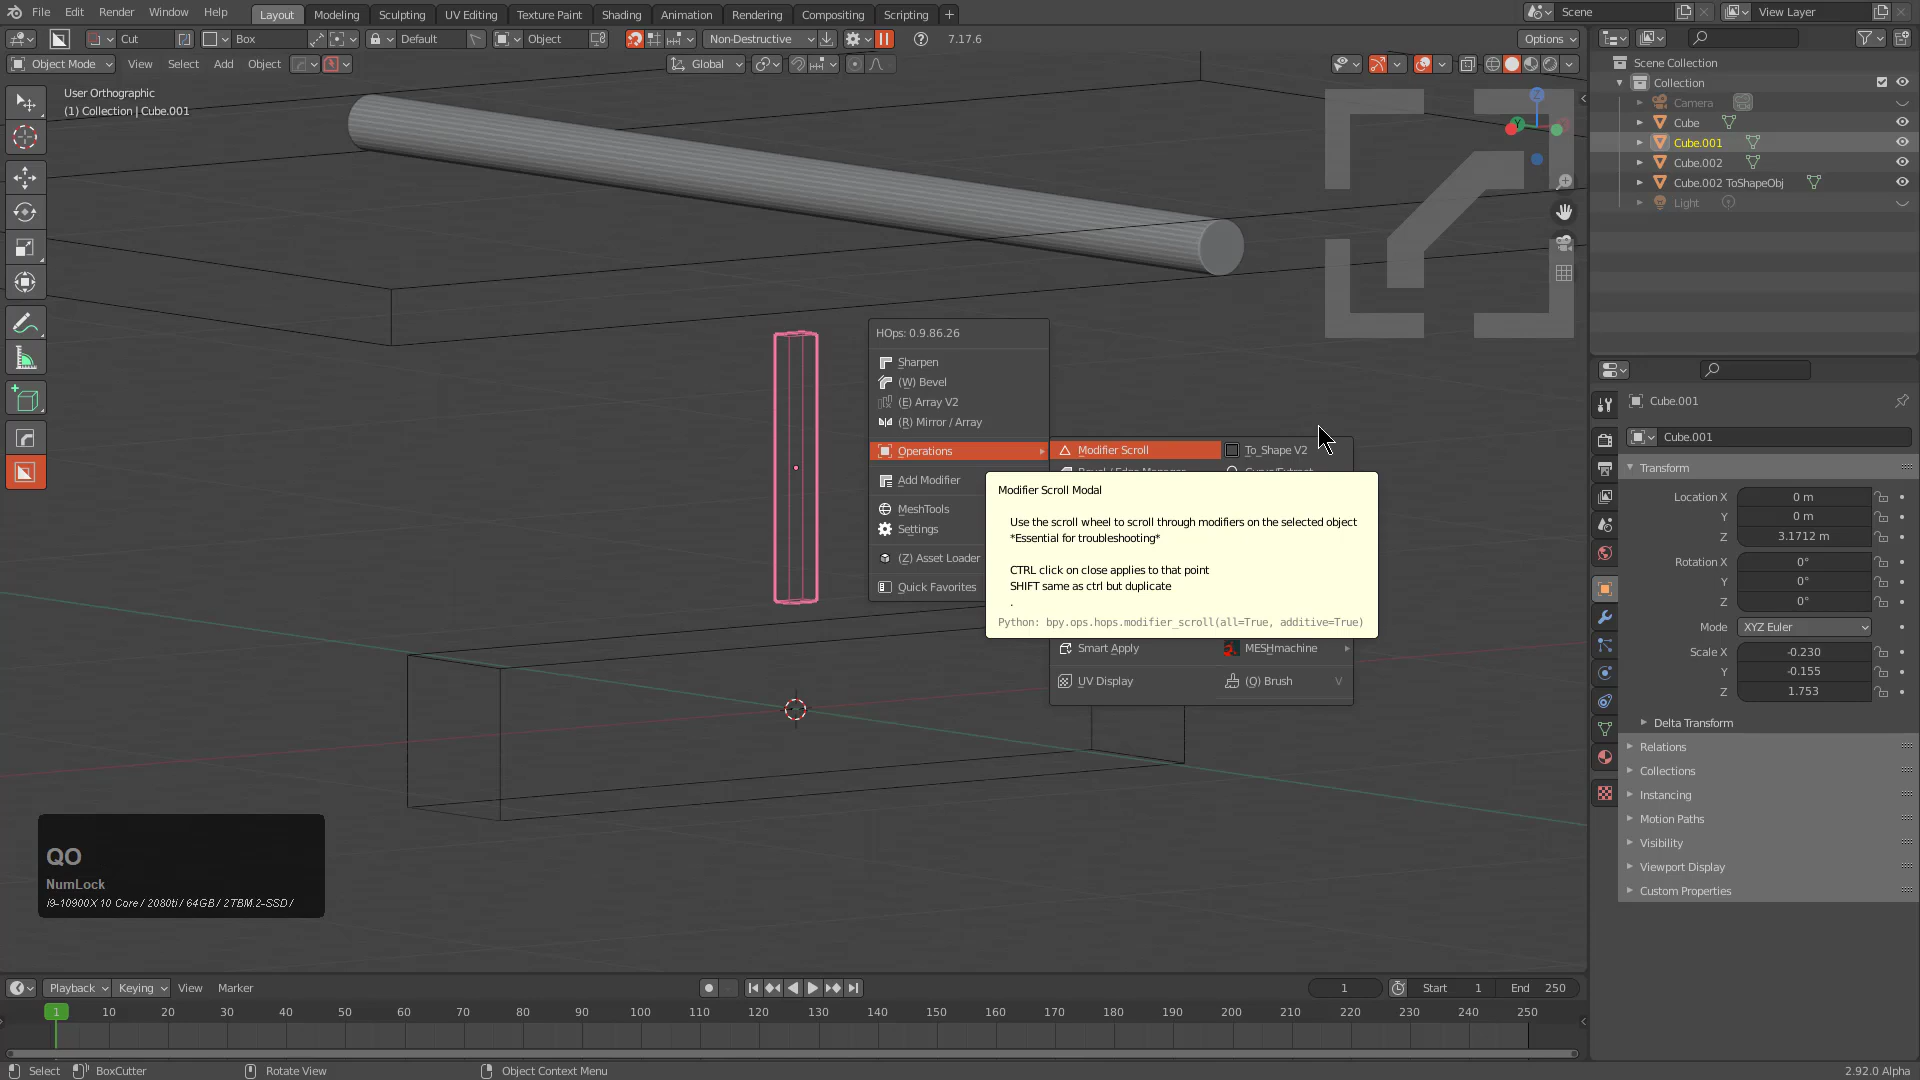 File Edit Render Window Help Layout Modeling Sculpting UV Editing Texture Paint Shading Animation Rendering Compositing Scripting + Scene View Layer
Cut Box Default Object Non-Destructive 7.17.6 Options
Object Mode View Select Add Object Global
User Orthographic
(1) Collection | Cube.001
Z
Y
Scene Collection
Collection
Camera
Cube
Cube.001
Cube.002
Cube.002 ToShapeObj
Light
HOps: 0.9.86.26
Sharpen
(W) Bevel
(E) Array V2
(R) Mirror / Array
Operations
Add Modifier
MeshTools
Settings
(Z) Asset Loader
Quick Favorites
Modifier Scroll To_Shape V2
Modifier Scroll Modal
Use the scroll wheel to scroll through modifiers on the selected object
*Essential for troubleshooting*
CTRL click on close applies to that point
SHIFT same as ctrl but duplicate
.
Python: bpy.ops.hops.modifier_scroll(all=True, additive=True)
Smart Apply MESHmachine
UV Display (Q) Brush V
Cube.001
Cube.001
Transform
Location X 0 m
Y 0 m
Z 3.1712 m
Rotation X 0°
Y 0°
Z 0°
Mode XYZ Euler
Scale X -0.230
Y -0.155
Z 1.753
Delta Transform
Relations
Collections
Instancing
Motion Paths
Visibility
Viewport Display
Custom Properties
QO
NumLock
i9-10900X 10 Core / 2080ti / 64GB / 2TBM.2-SSD /
Playback Keying View Marker 1 Start 1 End 250
1 10 20 30 40 50 60 70 80 90 100 110 120 130 140 150 160 170 180 190 200 210 220 230 240 250
Select BoxCutter Rotate View Object Context Menu 2.92.0 Alpha